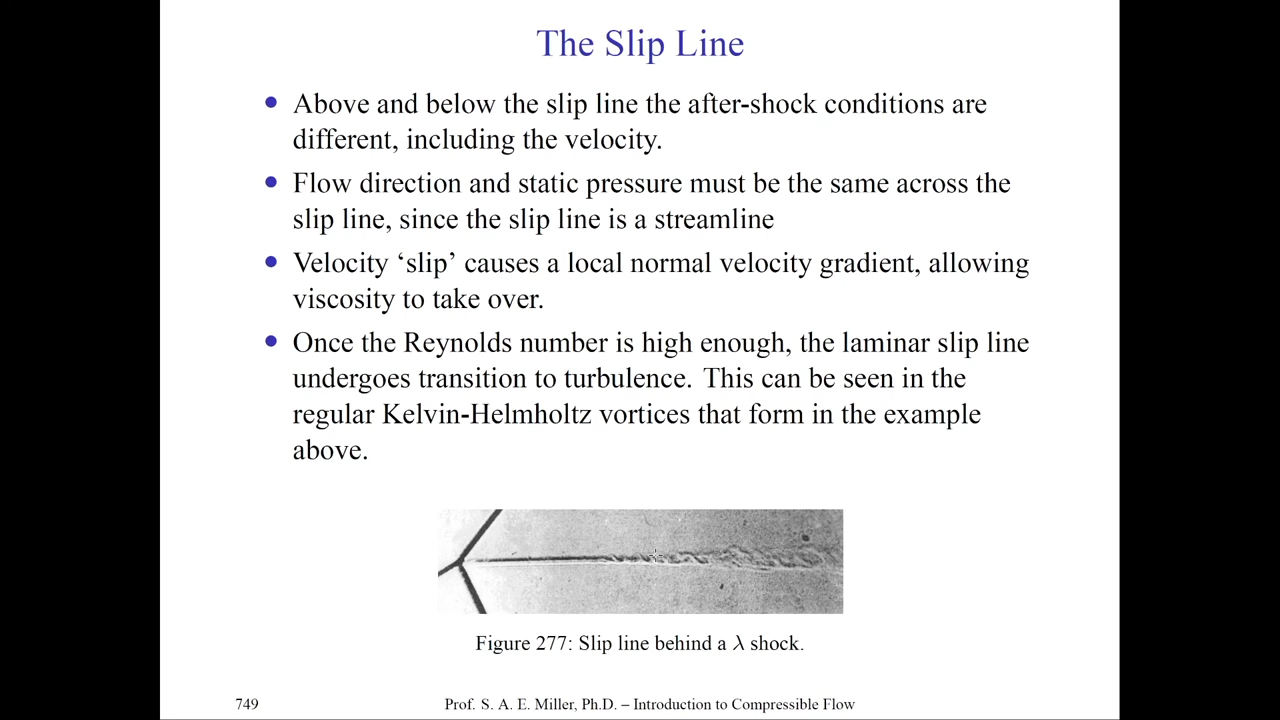 The Slip Line
• Above and below the slip line the after-shock conditions are
different, including the velocity.
• Flow direction and static pressure must be the same across the
slip line, since the slip line is a streamline
• Velocity ‘slip’ causes a local normal velocity gradient, allowing
viscosity to take over.
• Once the Reynolds number is high enough, the laminar slip line
undergoes transition to turbulence. This can be seen in the
regular Kelvin-Helmholtz vortices that form in the example
above.
Figure 277: Slip line behind a λ shock.
749 Prof. S. A. E. Miller, Ph.D. – Introduction to Compressible Flow